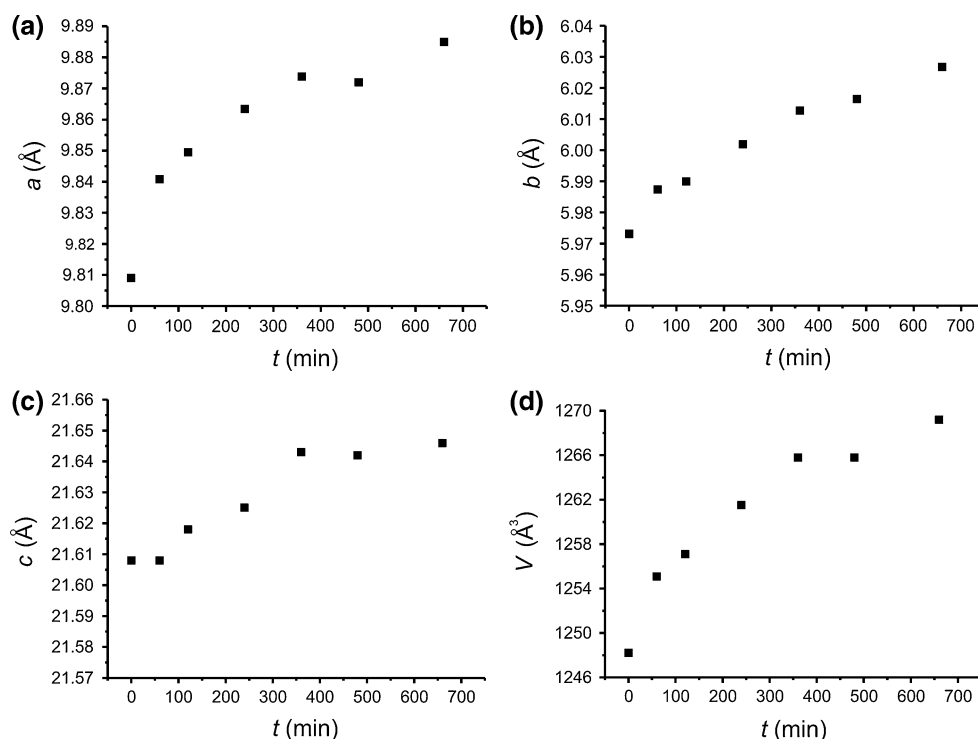 (a)
9.89
9.88
9.87
9.86
9.85
9.84
9.83
9.82
9.81
9.80
a (Å)
0 100 200 300 400 500 600 700
t (min)
(b)
6.04
6.03
6.02
6.01
6.00
5.99
5.98
5.97
5.96
5.95
b (Å)
0 100 200 300 400 500 600 700
t (min)
(c)
21.66
21.65
21.64
21.63
21.62
21.61
21.60
21.59
21.58
21.57
c (Å)
0 100 200 300 400 500 600 700
t (min)
(d)
1270
1266
1262
1258
1254
1250
1246
V (Å³)
0 100 200 300 400 500 600 700
t (min)